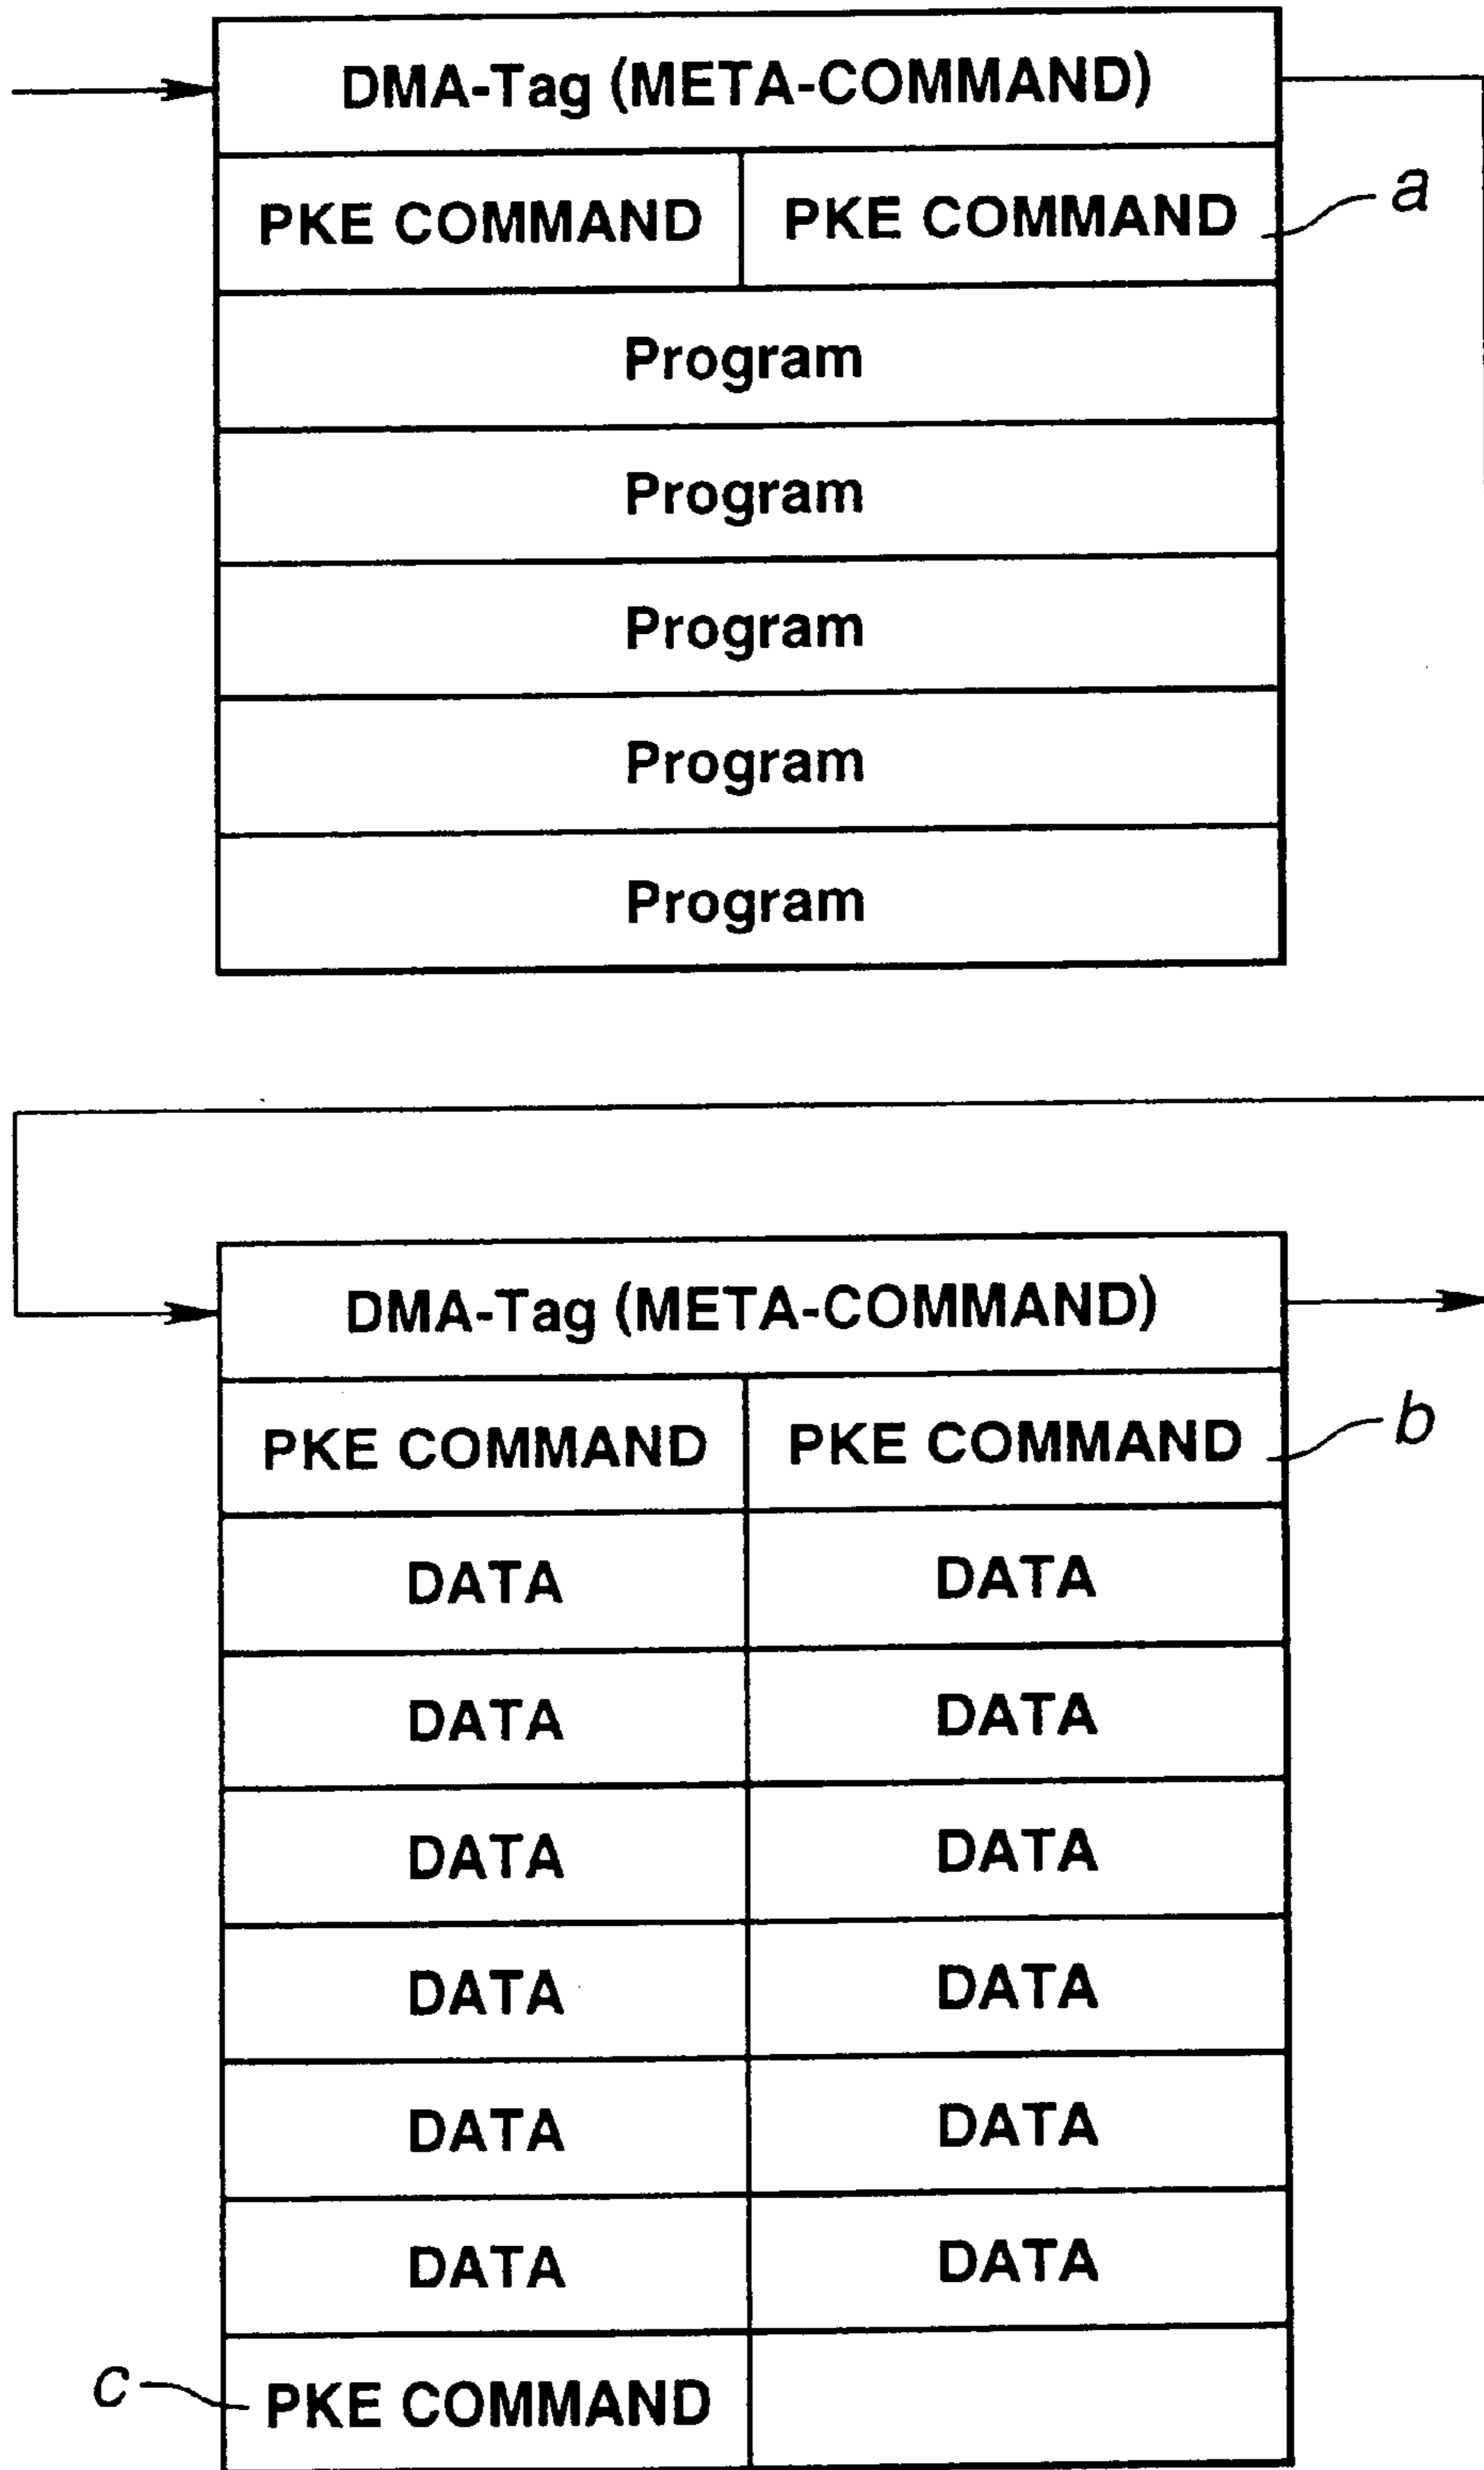 DMA-Tag (META-COMMAND)
PKE COMMAND PKE COMMAND a
Program
Program
Program
Program
Program
DMA-Tag (META-COMMAND)
PKE COMMAND PKE COMMAND b
DATA DATA
DATA DATA
DATA DATA
DATA DATA
DATA DATA
DATA DATA
c PKE COMMAND